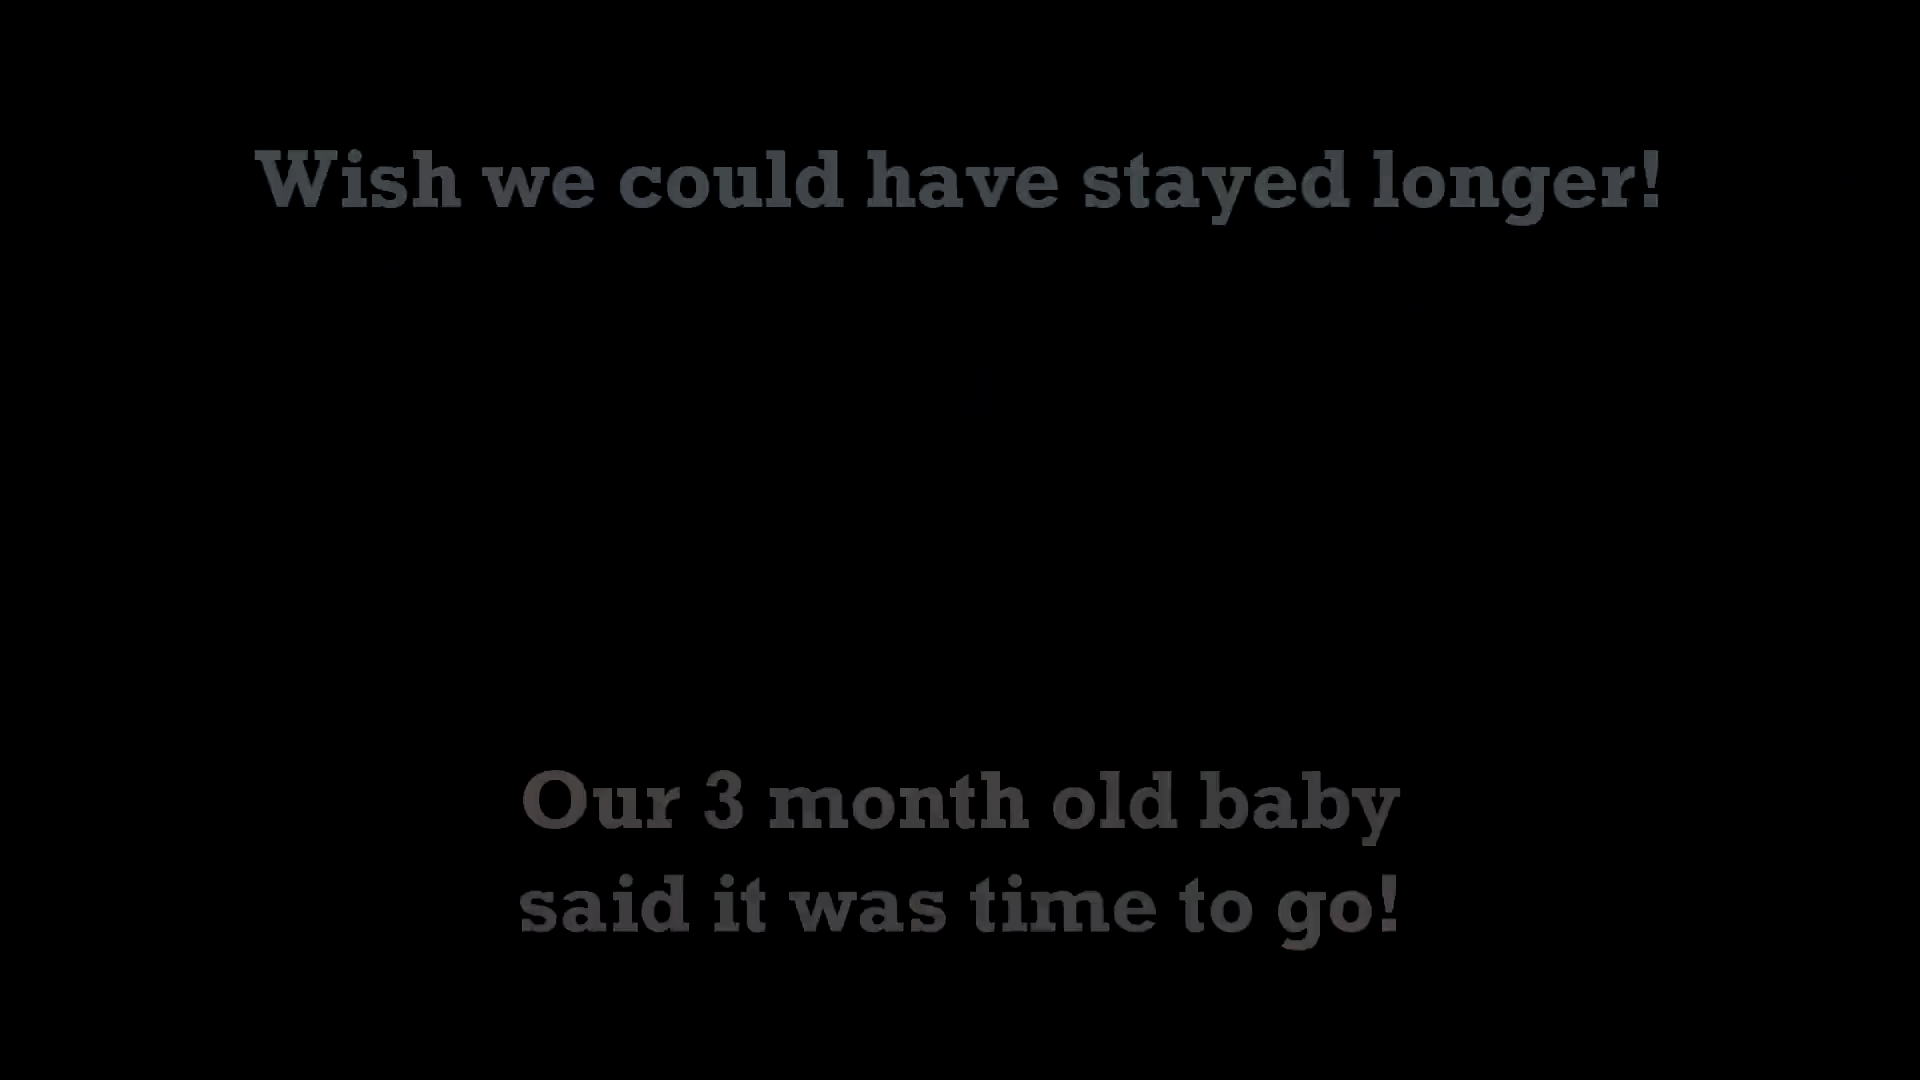 Wish we could have stayed longer!
Our 3 month old baby
said it was time to go!